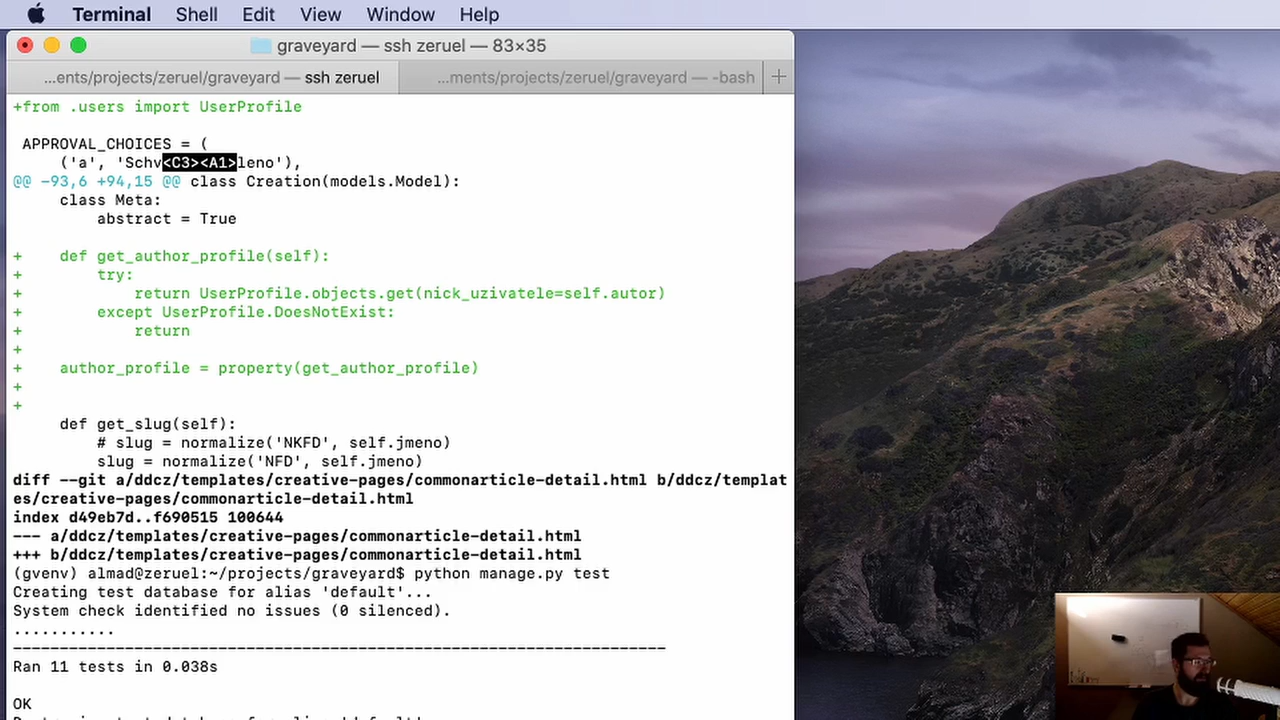 Terminal Shell Edit View Window Help
graveyard — ssh zeruel — 83×35
...ents/projects/zeruel/graveyard — ssh zeruel ...ments/projects/zeruel/graveyard — -bash +
+from .users import UserProfile
APPROVAL_CHOICES = (
('a', 'Schv<C3><A1>leno'),
@@ -93,6 +94,15 @@ class Creation(models.Model):
class Meta:
abstract = True
+ def get_author_profile(self):
+ try:
+ return UserProfile.objects.get(nick_uzivatele=self.autor)
+ except UserProfile.DoesNotExist:
+ return
+
+ author_profile = property(get_author_profile)
+
+
def get_slug(self):
# slug = normalize('NKFD', self.jmeno)
slug = normalize('NFD', self.jmeno)
diff --git a/ddcz/templates/creative-pages/commonarticle-detail.html b/ddcz/templat
es/creative-pages/commonarticle-detail.html
index d49eb7d..f690515 100644
--- a/ddcz/templates/creative-pages/commonarticle-detail.html
+++ b/ddcz/templates/creative-pages/commonarticle-detail.html
(gvenv) almad@zeruel:~/projects/graveyard$ python manage.py test
Creating test database for alias 'default'...
System check identified no issues (0 silenced).
...........
----------------------------------------------------------------------
Ran 11 tests in 0.038s
OK